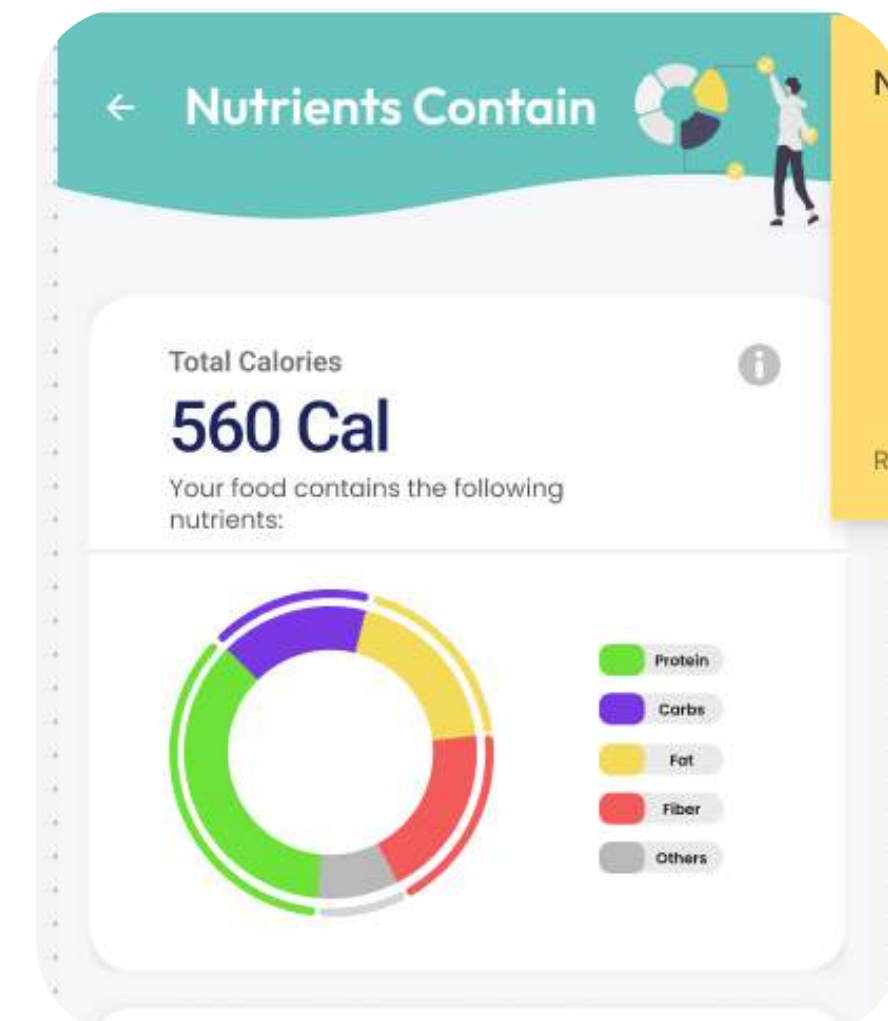 Nutrients Contain
N
Total Calories
560 Cal
Your food contains the following
nutrients:
R
Protein
Carbs
Fat
Fiber
Others